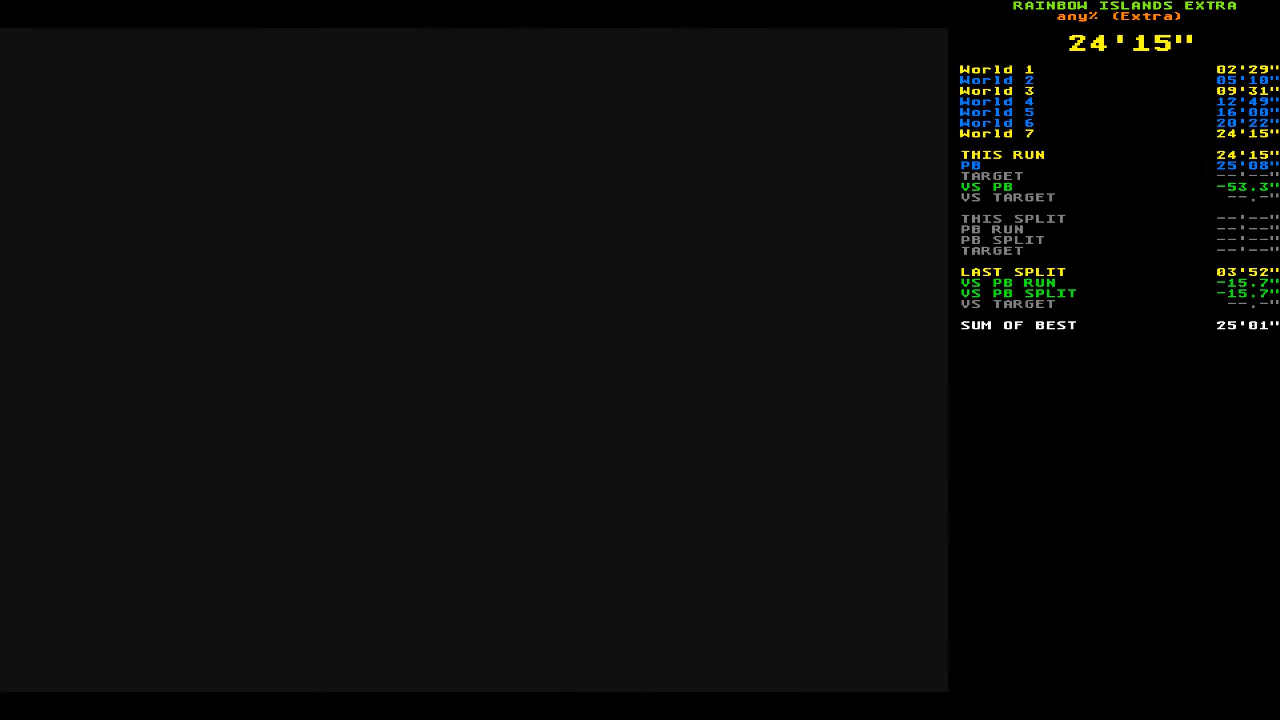 RAINBOW ISLANDS EXTRA
any% (Extra)
24'15"
World 1 02'29"
World 2 05'10"
World 3 09'31"
World 4 12'49"
World 5 16'00"
World 6 20'22"
World 7 24'15"
THIS RUN 24'15"
PB 25'08"
TARGET --'--"
VS PB -53.3"
VS TARGET --.-"
THIS SPLIT --'--"
PB RUN --'--"
PB SPLIT --'--"
TARGET --'--"
LAST SPLIT 03'52"
VS PB RUN -15.7"
VS PB SPLIT -15.7"
VS TARGET --.-"
SUM OF BEST 25'01"